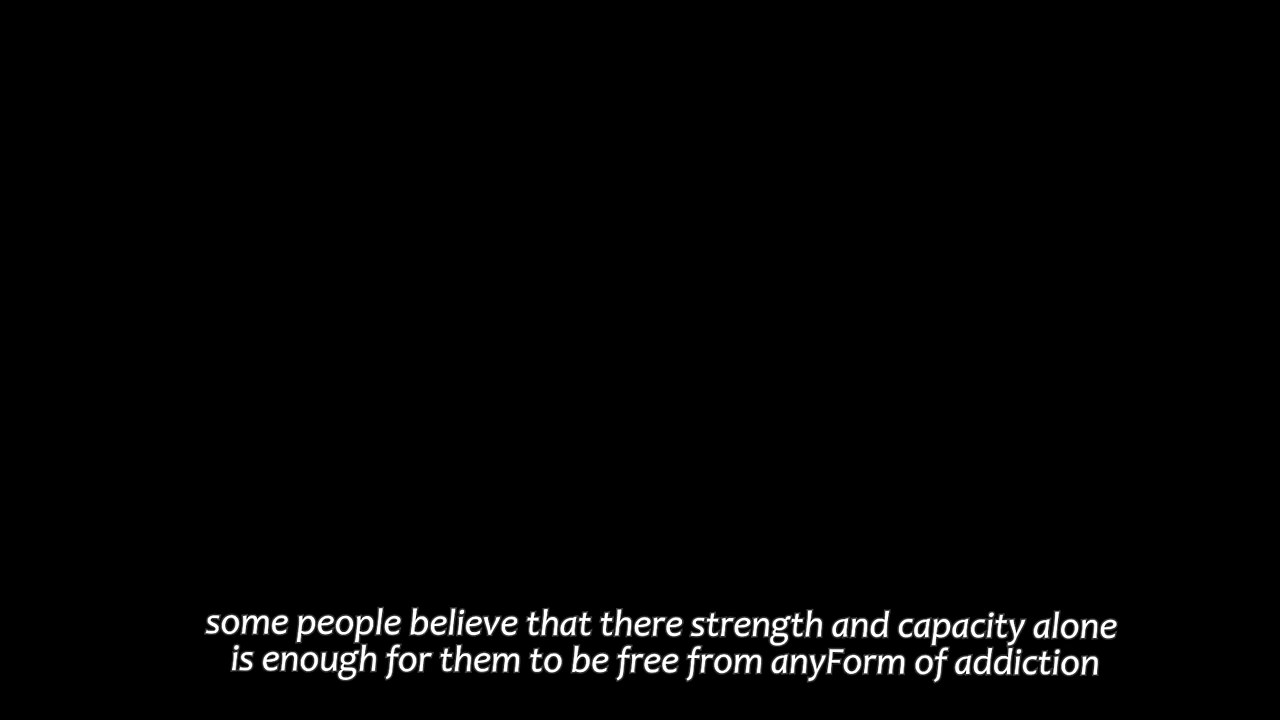 some people believe that there strength and capacity alone
is enough for them to be free from anyForm of addiction